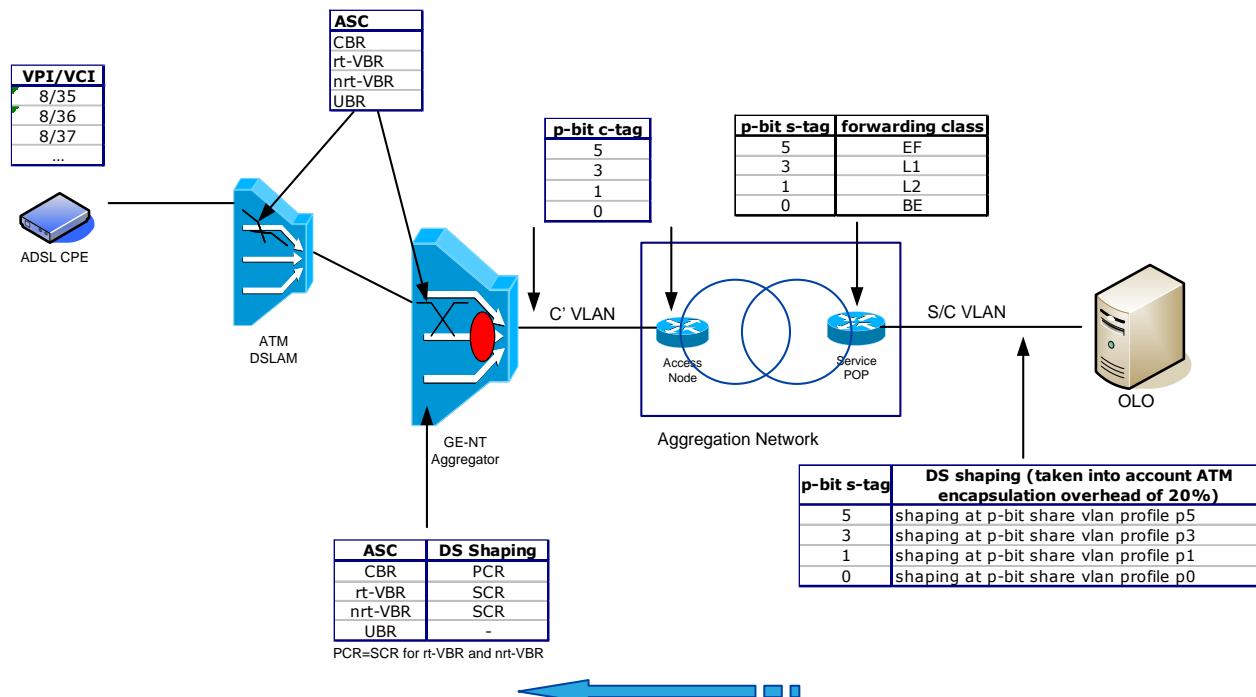 ASC
CBR
rt-VBR
nrt-VBR
UBR
VPI/VCI
8/35
8/36
8/37
...
p-bit c-tag
5
3
1
0
p-bit s-tag forwarding class
5 EF
3 L1
1 L2
0 BE
ADSL CPE
ATM
DSLAM
GE-NT
Aggregator
C' VLAN
Access
Node
Service
POP
S/C VLAN
OLO
Aggregation Network
p-bit s-tag DS shaping (taken into account ATM
encapsulation overhead of 20%)
5 shaping at p-bit share vlan profile p5
3 shaping at p-bit share vlan profile p3
1 shaping at p-bit share vlan profile p1
0 shaping at p-bit share vlan profile p0
ASC DS Shaping
CBR PCR
rt-VBR SCR
nrt-VBR SCR
UBR -
PCR=SCR for rt-VBR and nrt-VBR